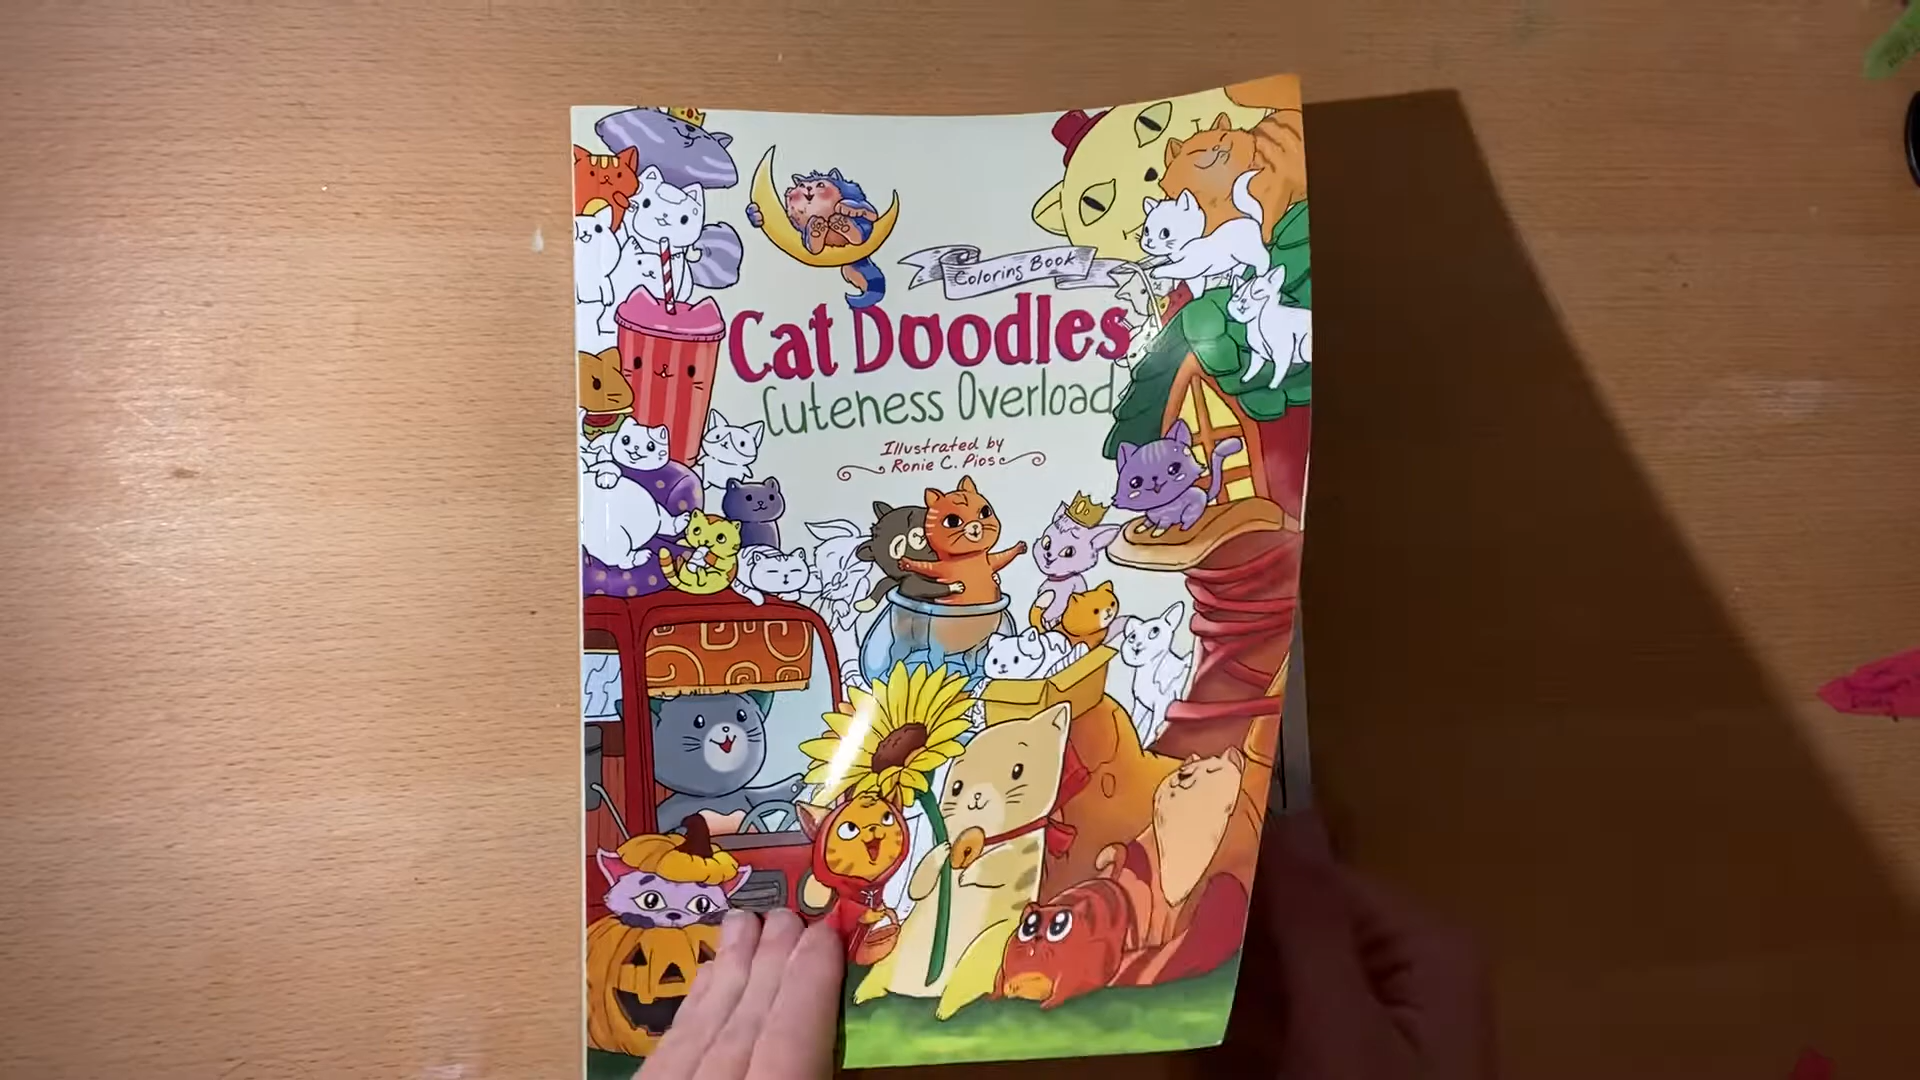 Coloring Book
Cat Doodles
Cuteness Overload
Illustrated by
Ronie C. Pios